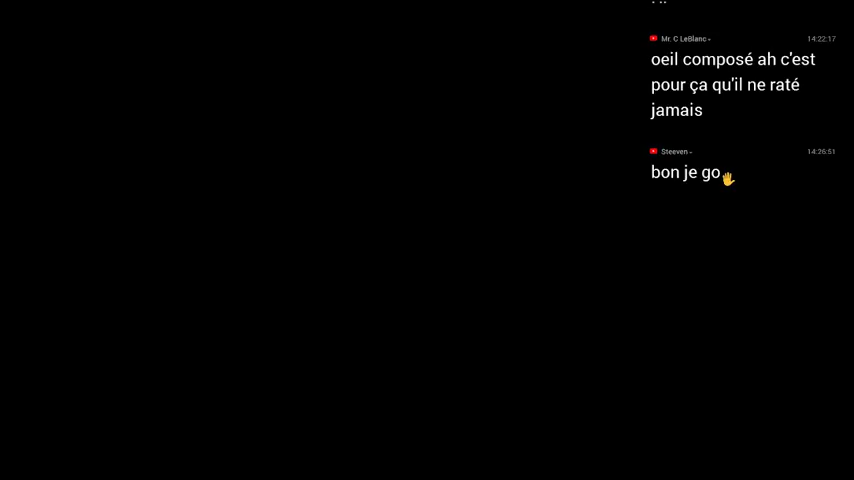 Mr. C LeBlanc
14:22:17
oeil composé ah c'est
pour ça qu'il ne raté
jamais
Steeven
14:26:51
bon je go🖐